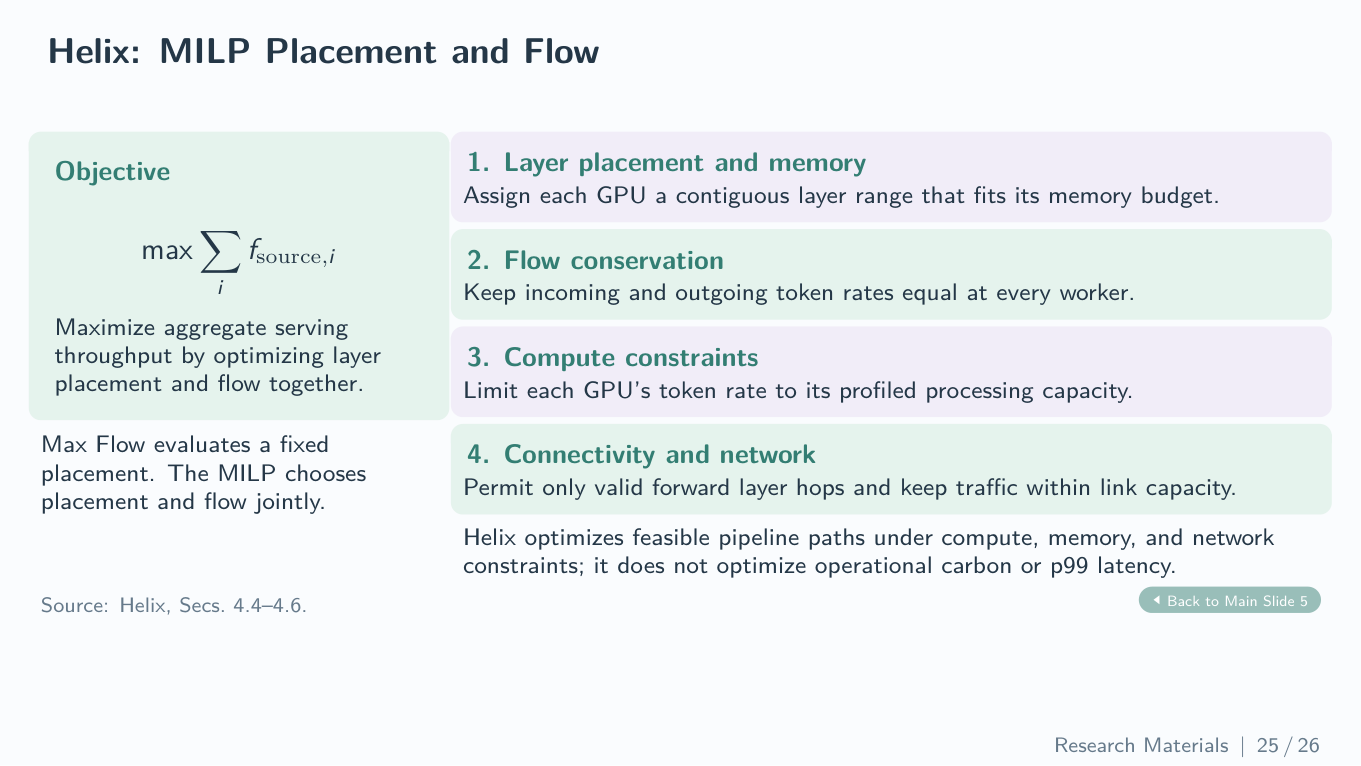 Helix: MILP Placement and Flow
Objective
max ∑ f_source,i
i
Maximize aggregate serving
throughput by optimizing layer
placement and flow together.
Max Flow evaluates a fixed
placement. The MILP chooses
placement and flow jointly.
1. Layer placement and memory
Assign each GPU a contiguous layer range that fits its memory budget.
2. Flow conservation
Keep incoming and outgoing token rates equal at every worker.
3. Compute constraints
Limit each GPU's token rate to its profiled processing capacity.
4. Connectivity and network
Permit only valid forward layer hops and keep traffic within link capacity.
Helix optimizes feasible pipeline paths under compute, memory, and network
constraints; it does not optimize operational carbon or p99 latency.
Source: Helix, Secs. 4.4–4.6.
Back to Main Slide 5
Research Materials | 25 / 26